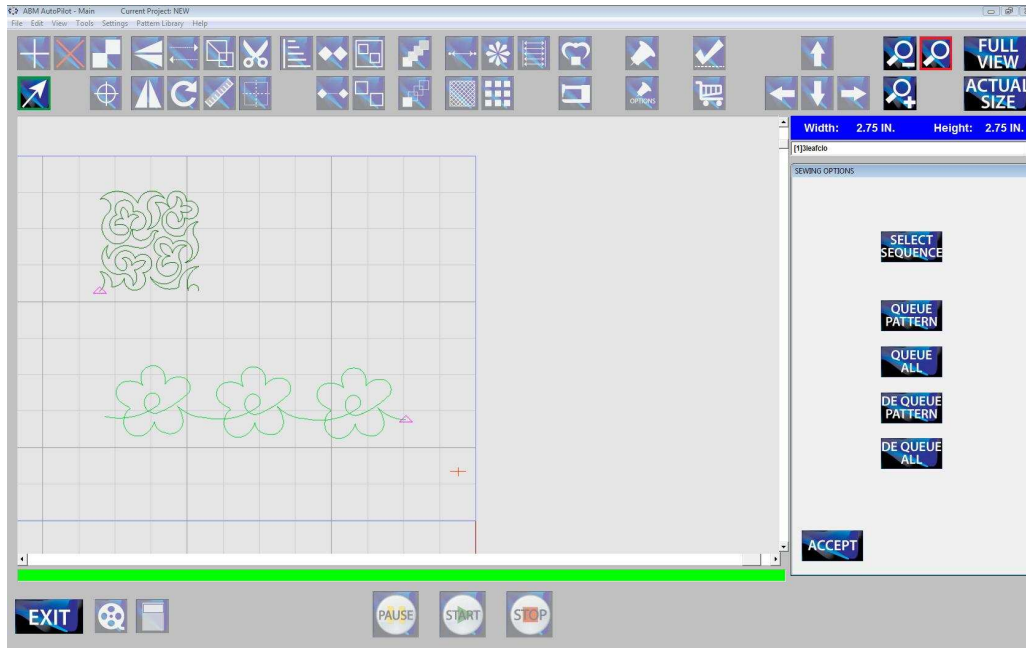 ABM AutoPilot - Main Current Project: NEW
File Edit View Tools Settings Pattern Library Help
FULL VIEW
OPTIONS
ACTUAL SIZE
Width: 2.75 IN. Height: 2.75 IN.
[1]3leafclo
SEWING OPTIONS
SELECT
SEQUENCE
QUEUE
PATTERN
QUEUE
ALL
DE QUEUE
PATTERN
DE QUEUE
ALL
ACCEPT
EXIT
PAUSE
START
STOP